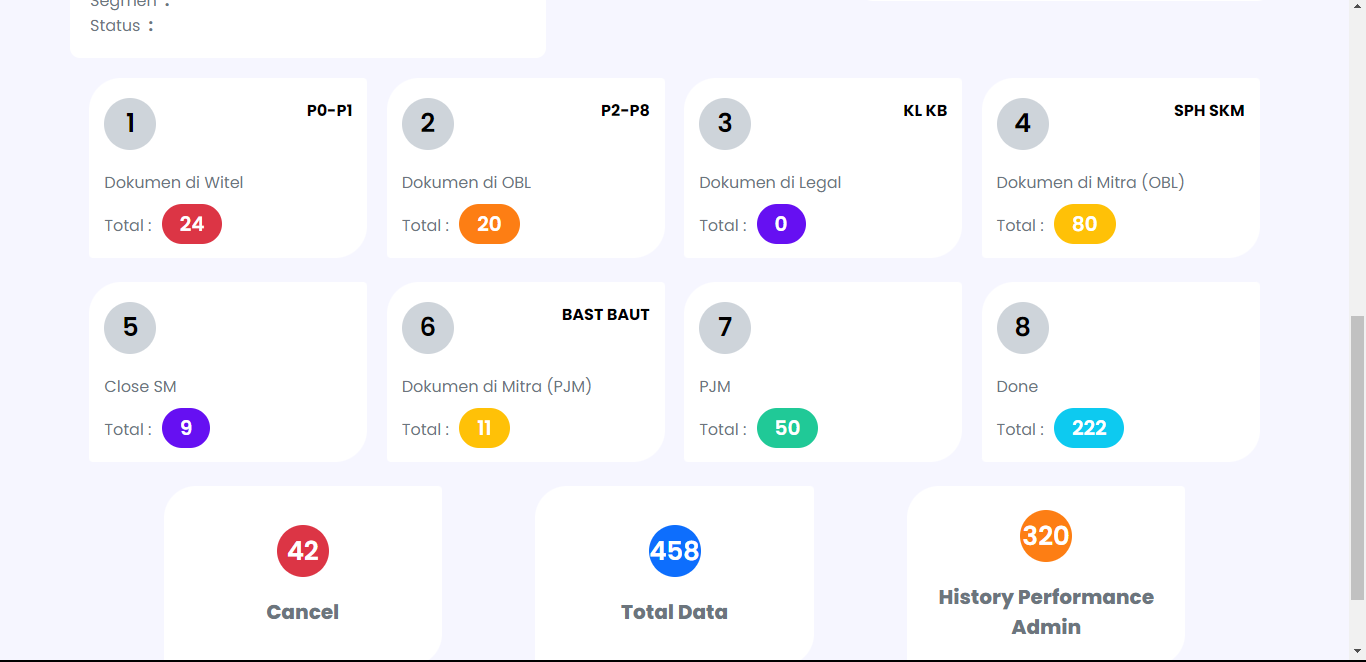 Segmen :
Status :
1 P0-P1
Dokumen di Witel
Total : 24
2 P2-P8
Dokumen di OBL
Total : 20
3 KL KB
Dokumen di Legal
Total : 0
4 SPH SKM
Dokumen di Mitra (OBL)
Total : 80
5
Close SM
Total : 9
6 BAST BAUT
Dokumen di Mitra (PJM)
Total : 11
7
PJM
Total : 50
8
Done
Total : 222
42
Cancel
458
Total Data
320
History Performance
Admin